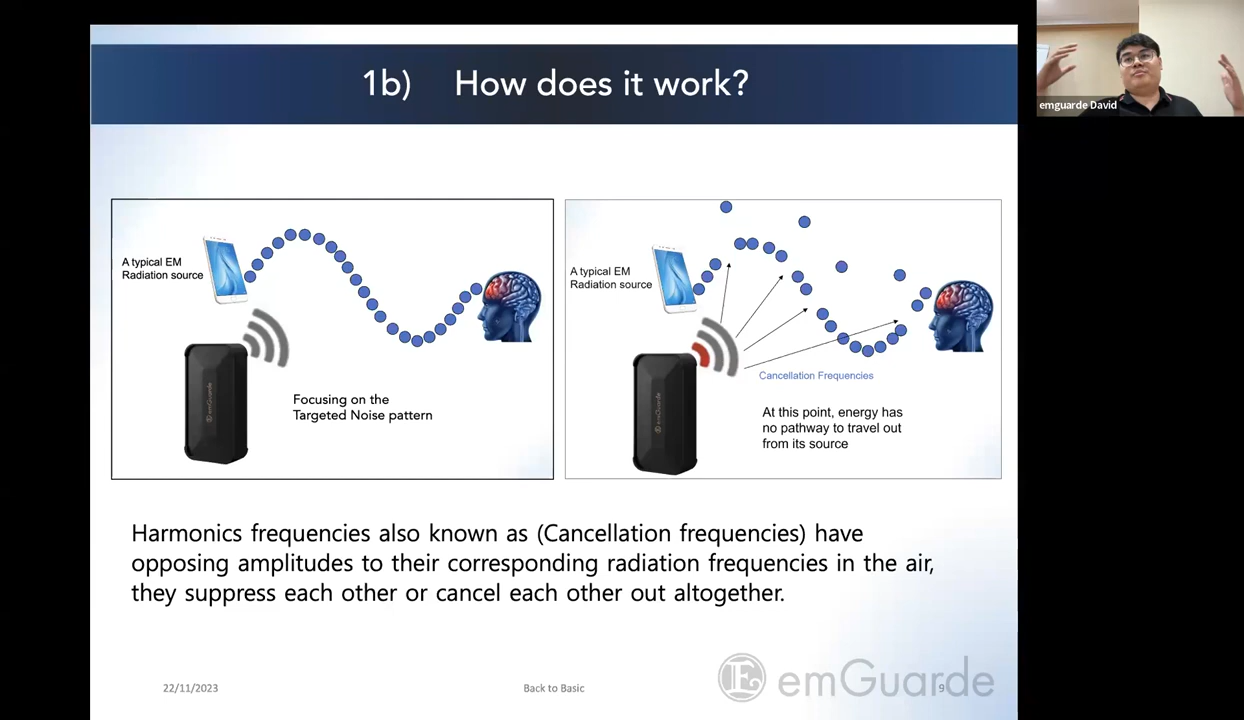 1b) How does it work?
emguarde David
A typical EM
Radiation source
Focusing on the
Targeted Noise pattern
emGuarde
A typical EM
Radiation source
Cancellation Frequencies
At this point, energy has
no pathway to travel out
from its source
emGuarde
Harmonics frequencies also known as (Cancellation frequencies) have
opposing amplitudes to their corresponding radiation frequencies in the air,
they suppress each other or cancel each other out altogether.
22/11/2023
Back to Basic
9
emGuarde